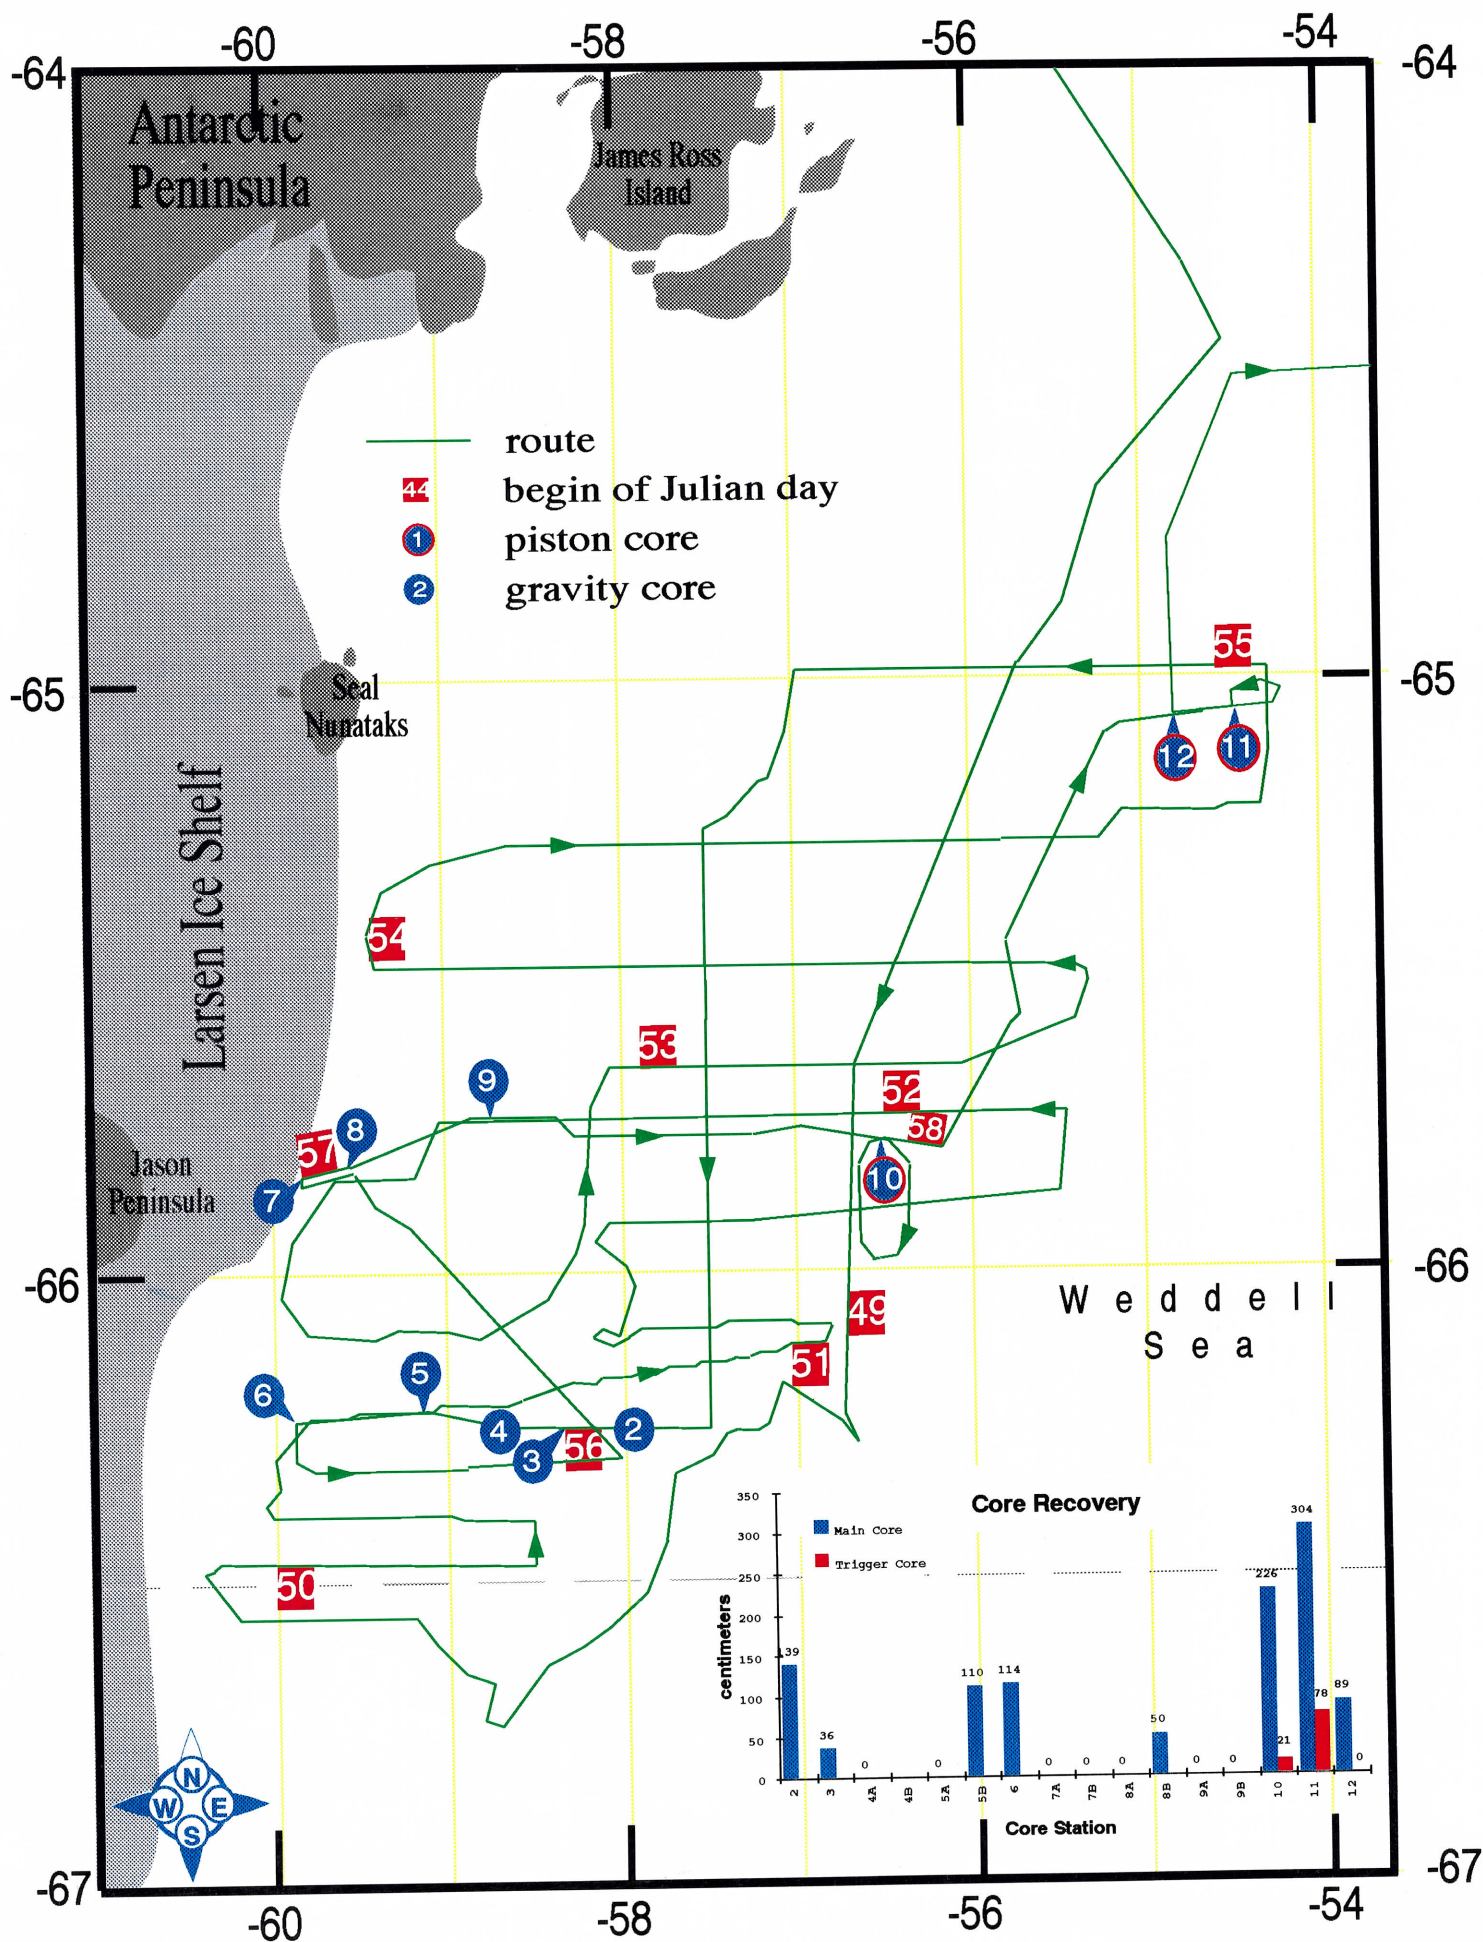 -60 -58 -56 -54
-64 -64
Antarctic
Peninsula
James Ross
Island
route
44 begin of Julian day
1 piston core
2 gravity core
55
-65 -65
Seal
Nunataks
12 11
Larsen Ice Shelf
54
53
9
52
58
57 8
Jason
Peninsula
7
10
-66 -66
Weddell
Sea
49
51
5
6
4 2
3 56
50
Core Recovery
Main Core
Trigger Core
centimeters
350
300
250
200
150
100
50
0
139 36 0 0 110 114 0 0 0 50 0 0 226 21 304 78 89 0
2 3 4A 4B 5A 5B 6 7A 7B 8A 8B 9A 9B 10 11 12
Core Station
N
W E
S
-67 -67
-60 -58 -56 -54